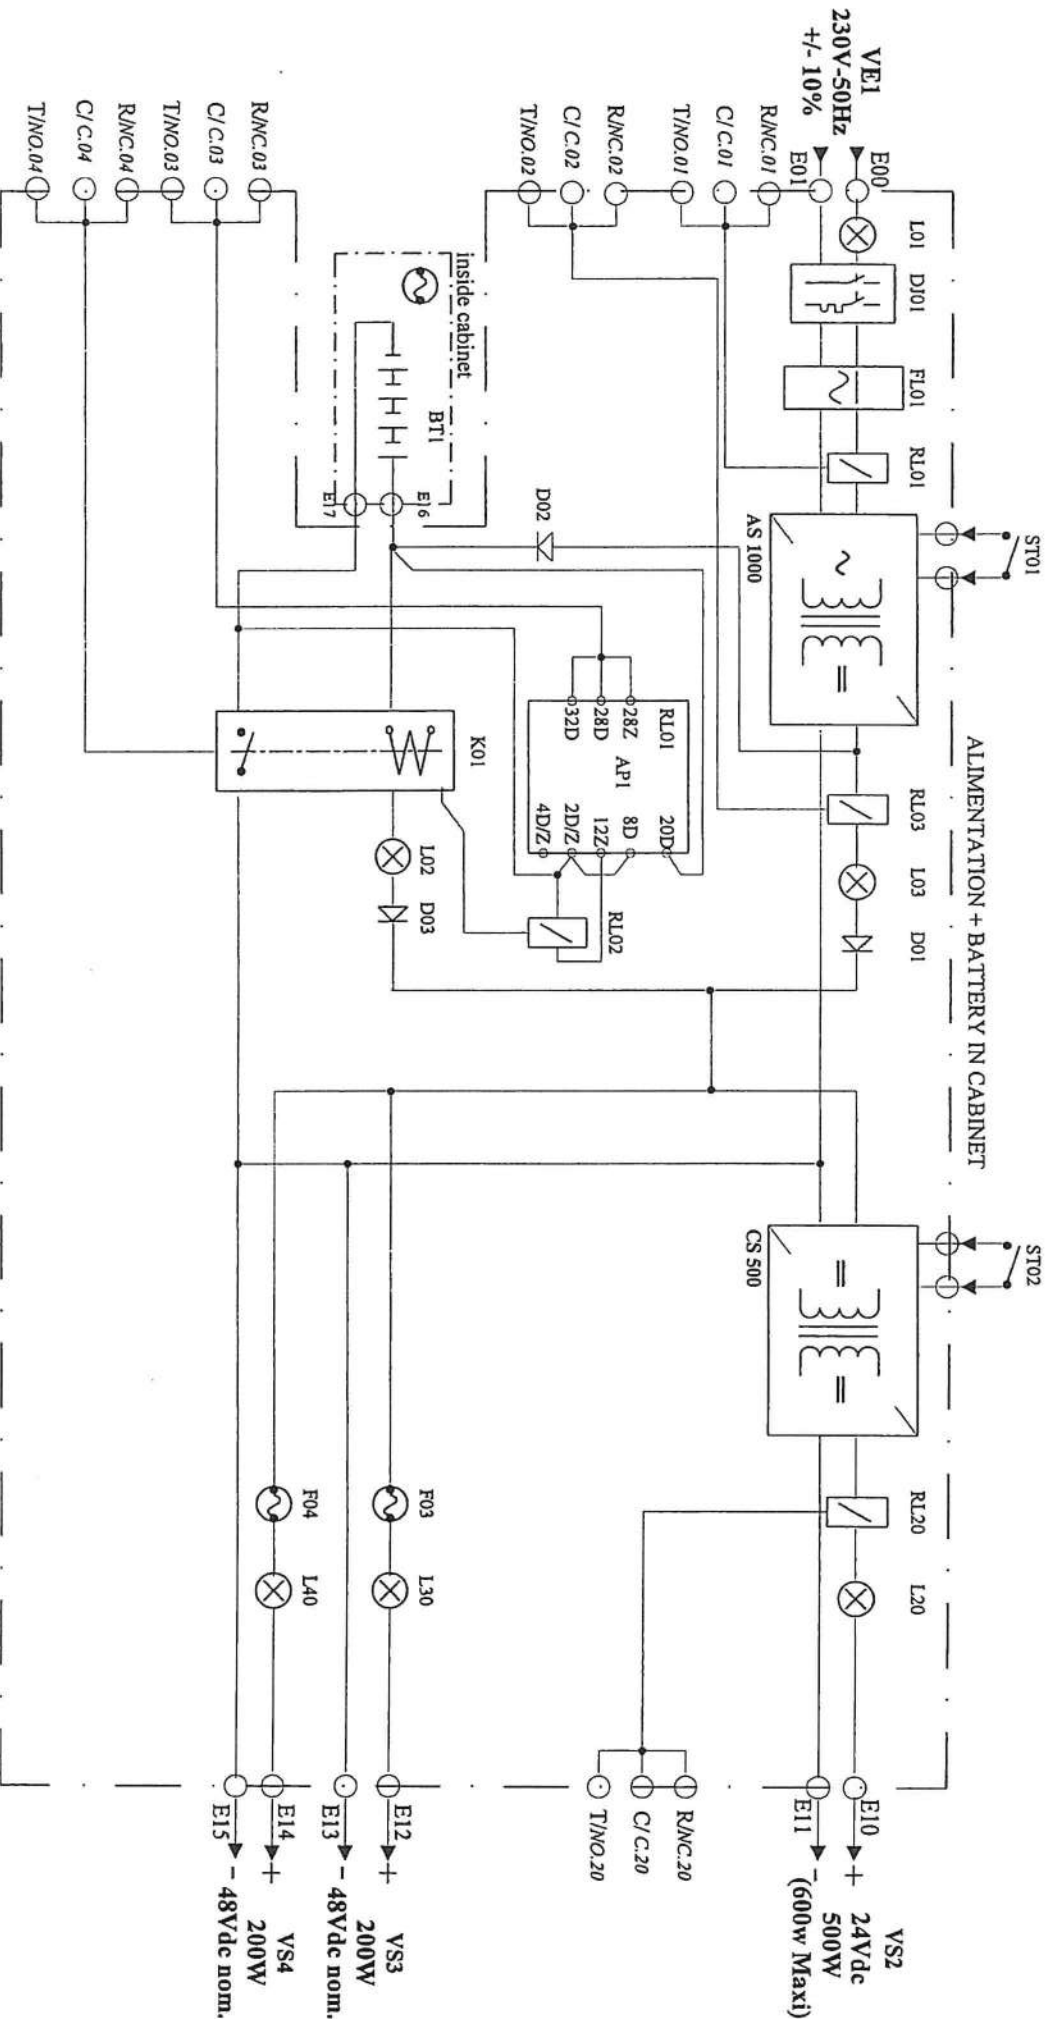 ALIMENTATION + BATTERY IN CABINET
VE1
230V-50Hz
+/- 10%
E00
E01
L01
DJ01
FL01
RL01
ST01
AS 1000
RL03
L03
D01
ST02
CS 500
RL20
L20
E10
E11
+
-
VS2
24Vdc
500W
(600w Maxi)
R/NC.01
C/ C.01
T/NO.01
R/NC.02
C/ C.02
T/NO.02
D02
RL01
AP1
28Z
28D
32D
20D
8D
12Z
2D/Z
4D/Z
RL02
R/NC.20
C/ C.20
T/NO.20
inside cabinet
BT1
E16
E17
K01
L02
D03
F03
L30
E12
E13
+
-
VS3
200W
48Vdc nom.
R/NC.03
C/ C.03
T/NO.03
R/NC.04
C/ C.04
T/NO.04
F04
L40
E14
E15
+
-
VS4
200W
48Vdc nom.